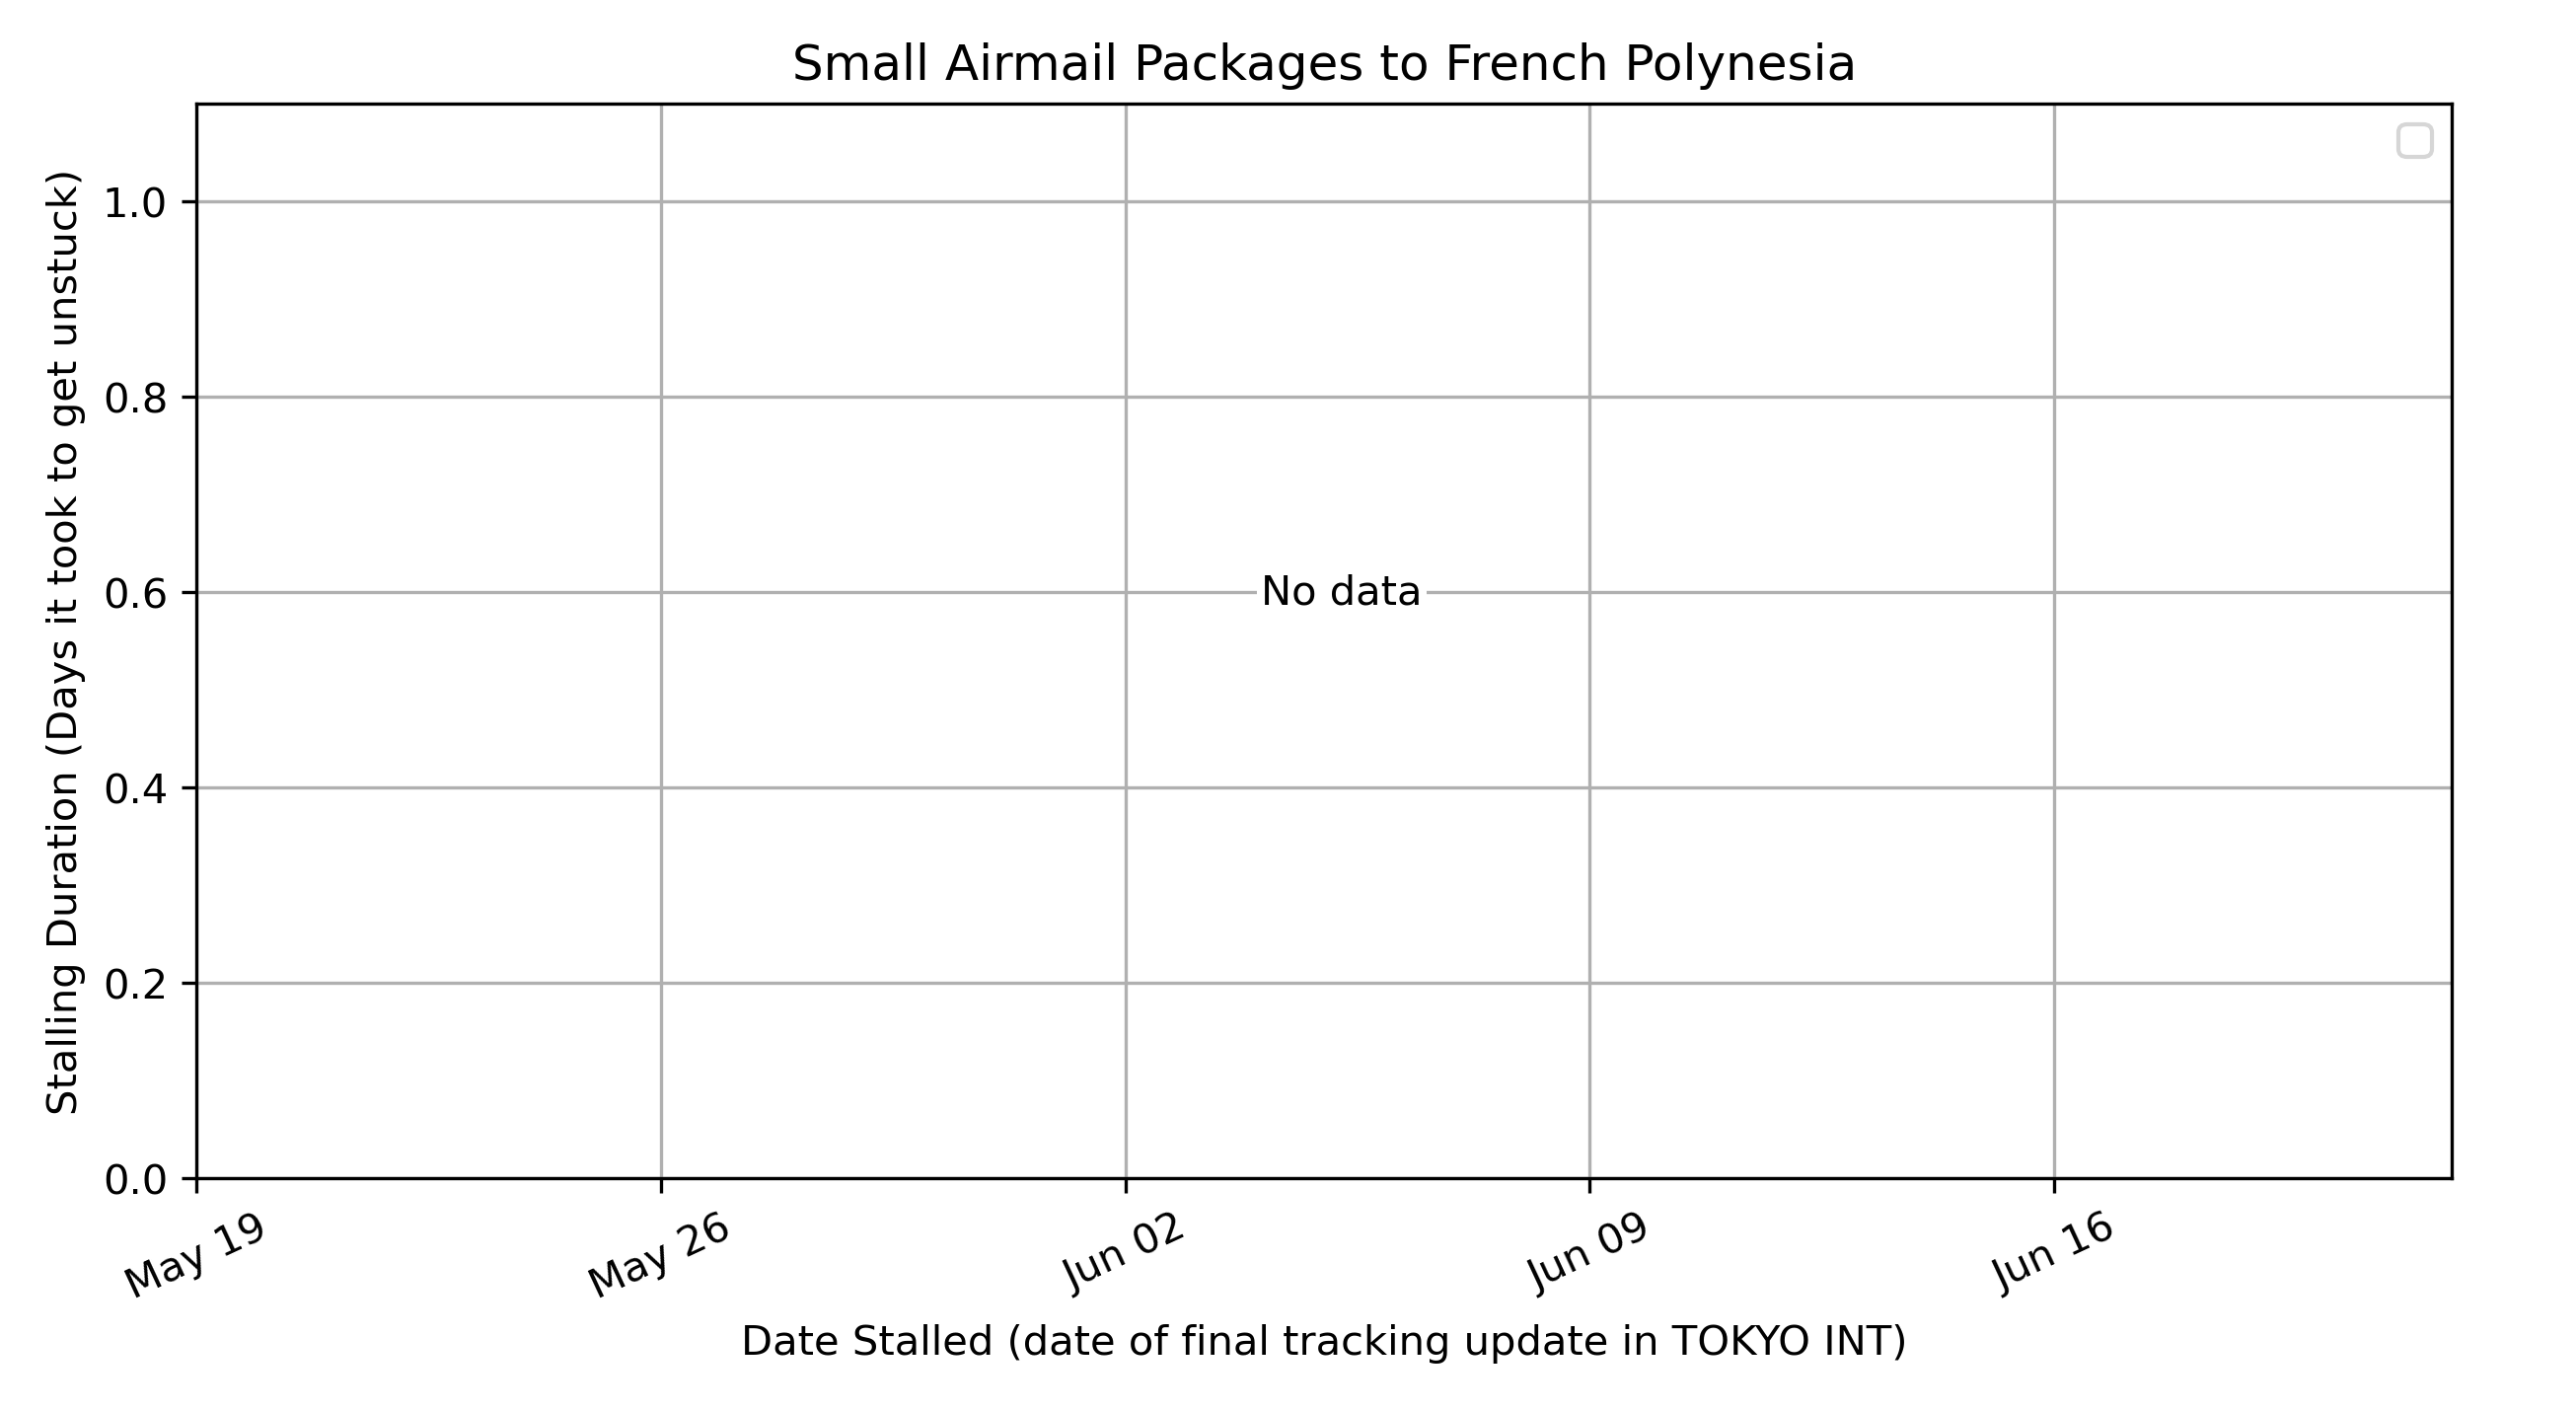 Small Airmail Packages to French Polynesia
Stalling Duration (Days it took to get unstuck)
1.0
0.8
0.6
0.4
0.2
0.0
No data
May 19
May 26
Jun 02
Jun 09
Jun 16
Date Stalled (date of final tracking update in TOKYO INT)